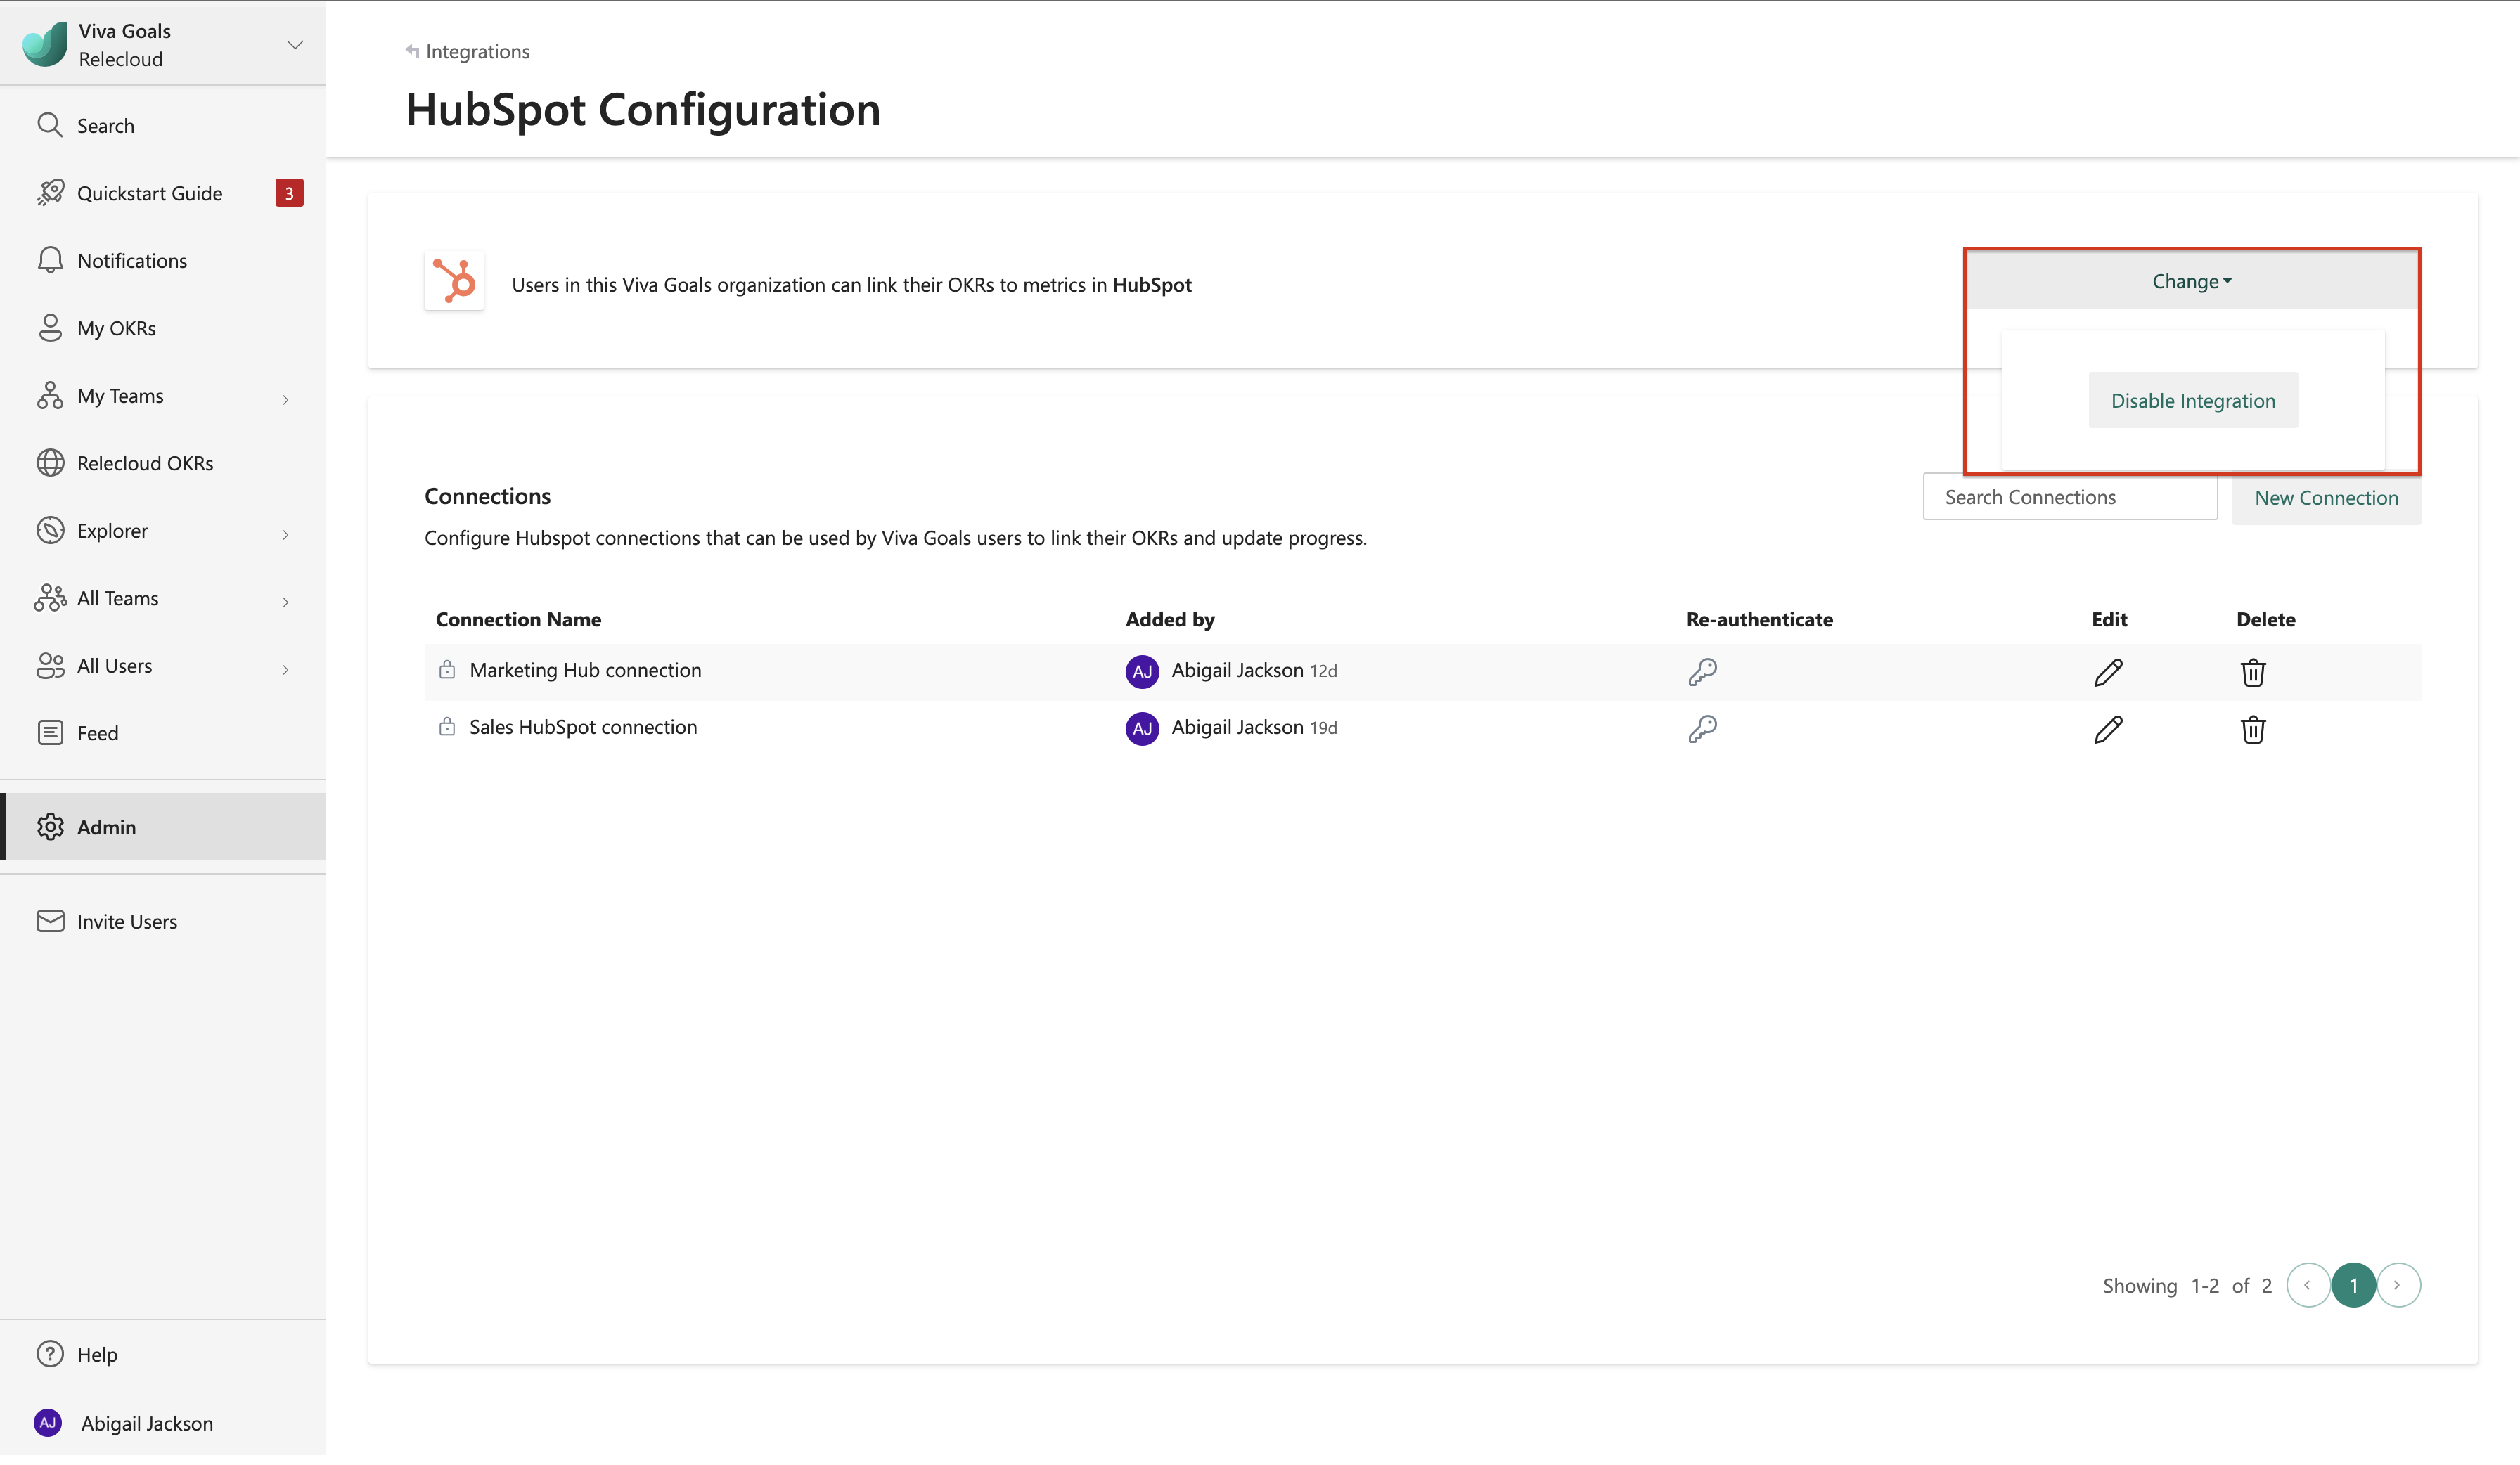 Viva Goals
Relecloud
Search
Quickstart Guide 3
Notifications
My OKRs
My Teams
Relecloud OKRs
Explorer
All Teams
All Users
Feed
Admin
Invite Users
Help
AJ Abigail Jackson
Integrations
HubSpot Configuration
Users in this Viva Goals organization can link their OKRs to metrics in HubSpot
Change
Disable Integration
Connections
Search Connections
New Connection
Configure Hubspot connections that can be used by Viva Goals users to link their OKRs and update progress.
Connection Name Added by Re-authenticate Edit Delete
Marketing Hub connection AJ Abigail Jackson 12d
Sales HubSpot connection AJ Abigail Jackson 19d
Showing 1-2 of 2 1